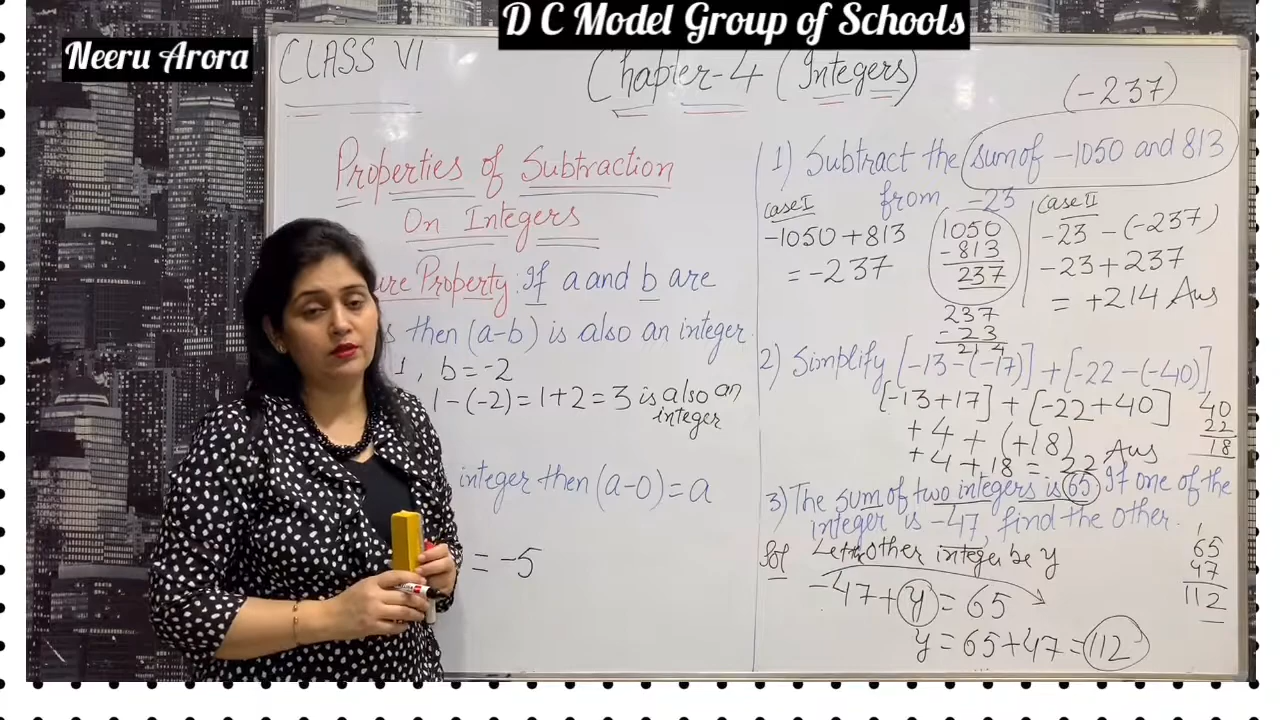 D C Model Group of Schools
Neeru Arora
CLASS VI
Chapter-4 (Integers)
Properties of Subtraction
On Integers
Property: If a and b are
then (a-b) is also an integer.
1, b = -2
1-(-2) = 1+2 = 3 is also an
integer
integer then (a-0) = a
= -5
(-237)
1) Subtract the sum of -1050 and 813
from -23
Case I
-1050 + 813
= -237
1050
-813
237
237
-23
214
Case II
-23 -(-237)
-23 + 237
= +214 Ans
2) Simplify [-13-(-17)] + [-22-(-40)]
[-13+17] + [-22+40]
+4 + (+18)
+4 + 18 = 22 Ans
40
22
18
3) The sum of two integers is 65 If one of the
integer is -47, find the other.
Sol Let the other integer be y
-47 + y = 65
y = 65+47 = 112
1
65
47
112